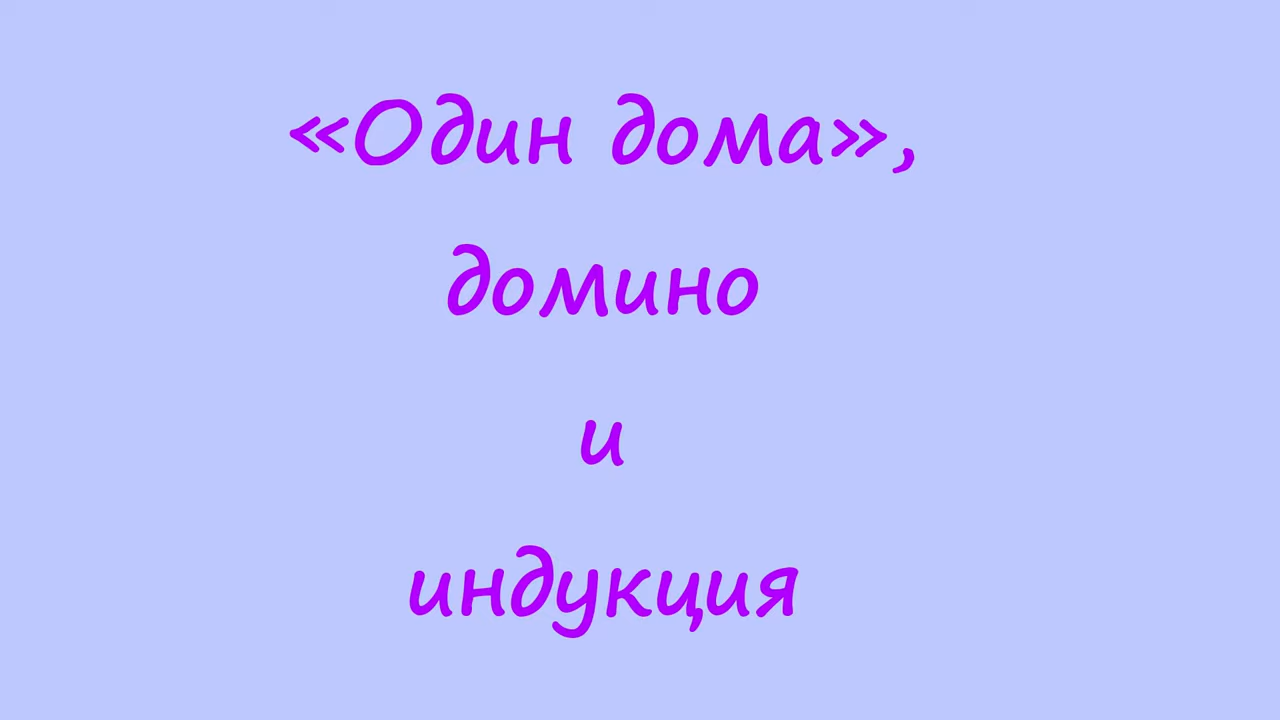 «Один дома»,
домино
и
индукция